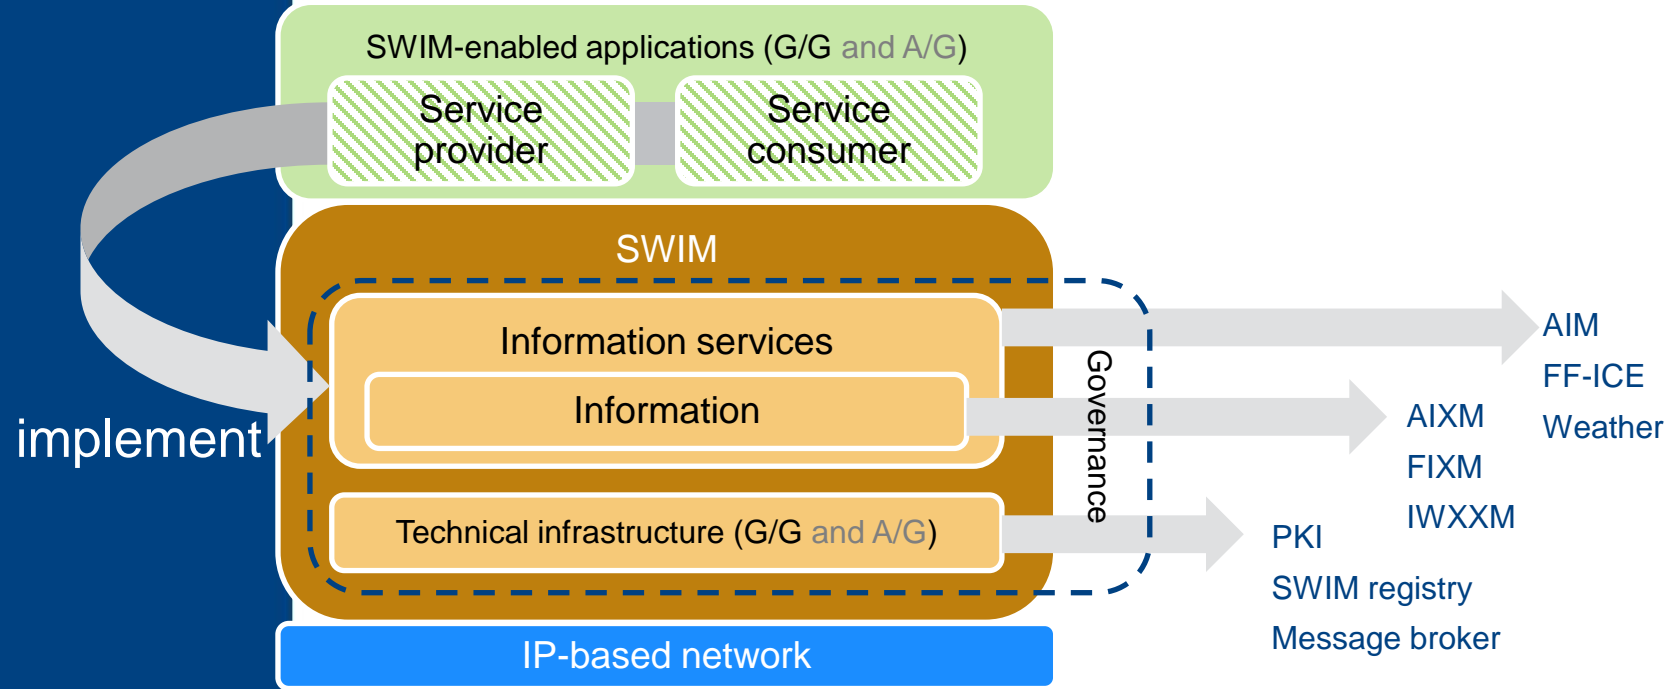 SWIM-enabled applications (G/G and A/G)
Service
provider
Service
consumer
implement
SWIM
Information services
Information
Technical infrastructure (G/G and A/G)
Governance
IP-based network
AIM
FF-ICE
Weather
AIXM
FIXM
IWXXM
PKI
SWIM registry
Message broker